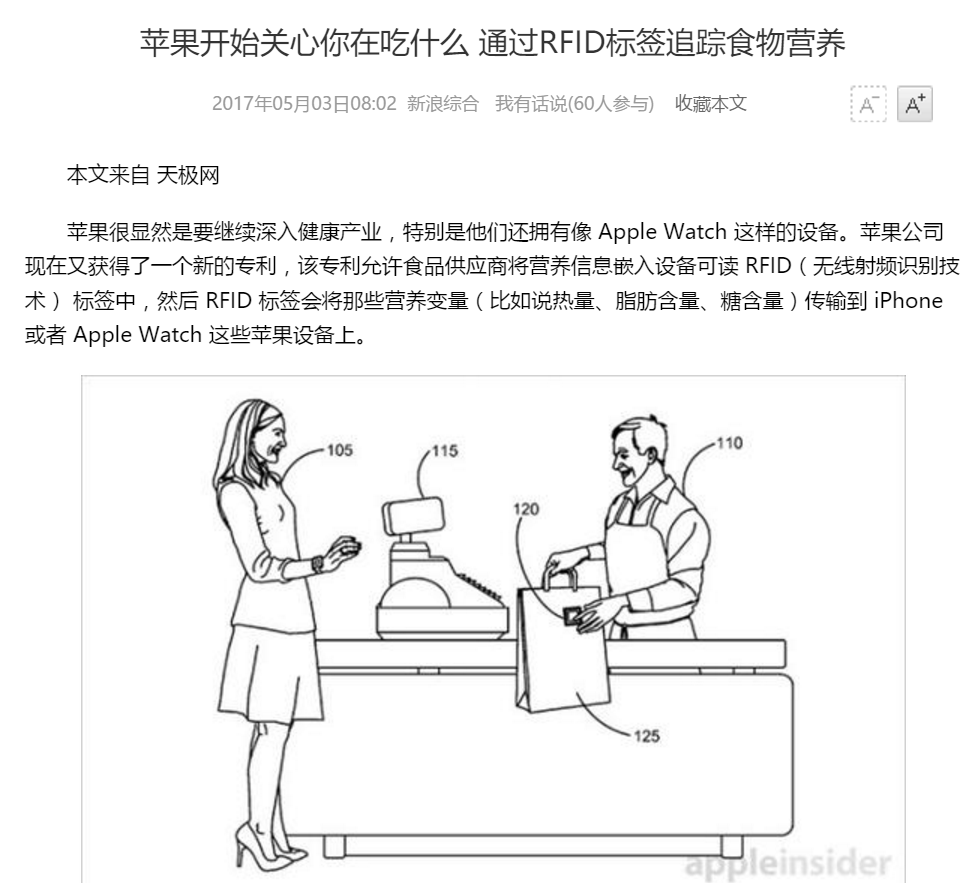 苹果开始关心你在吃什么 通过RFID标签追踪食物营养
2017年05月03日08:02 新浪综合 我有话说(60人参与) 收藏本文 A- A+
本文来自 天极网
苹果很显然是要继续深入健康产业，特别是他们还拥有像 Apple Watch 这样的设备。苹果公司
现在又获得了一个新的专利，该专利允许食品供应商将营养信息嵌入设备可读 RFID（无线射频识别技
术 ） 标签中，然后 RFID 标签会将那些营养变量（比如说热量、脂肪含量、糖含量）传输到 iPhone
或者 Apple Watch 这些苹果设备上。
105
115
110
120
125
appleinsider